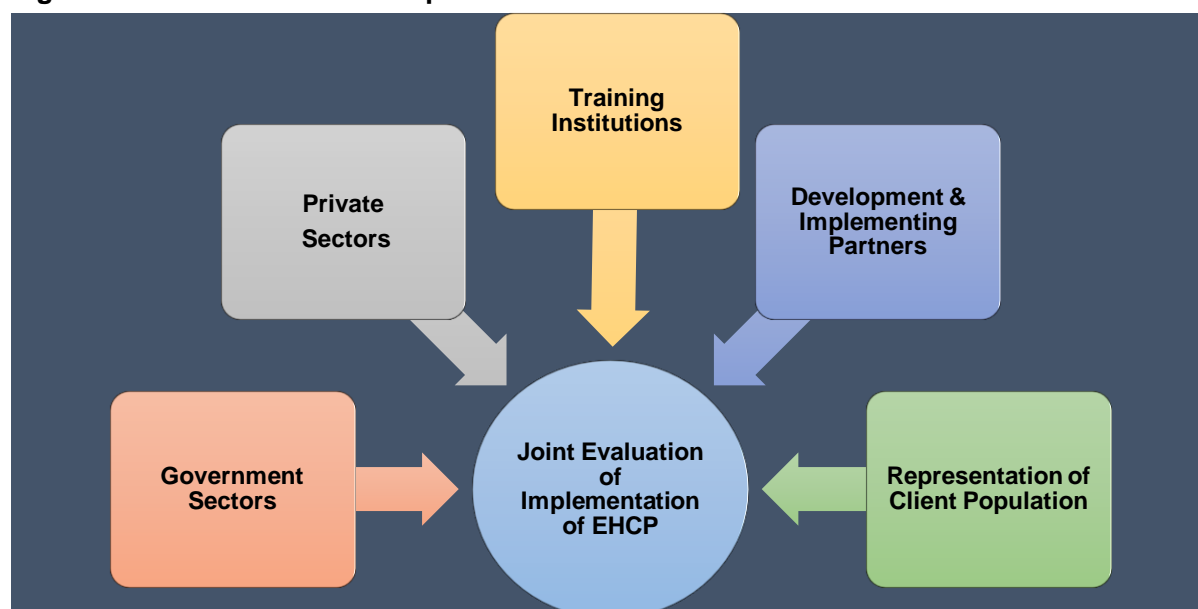 Training
Institutions
Private
Sectors
Development &
Implementing
Partners
Government
Sectors
Joint Evaluation
of
Implementation
of EHCP
Representation of
Client Population